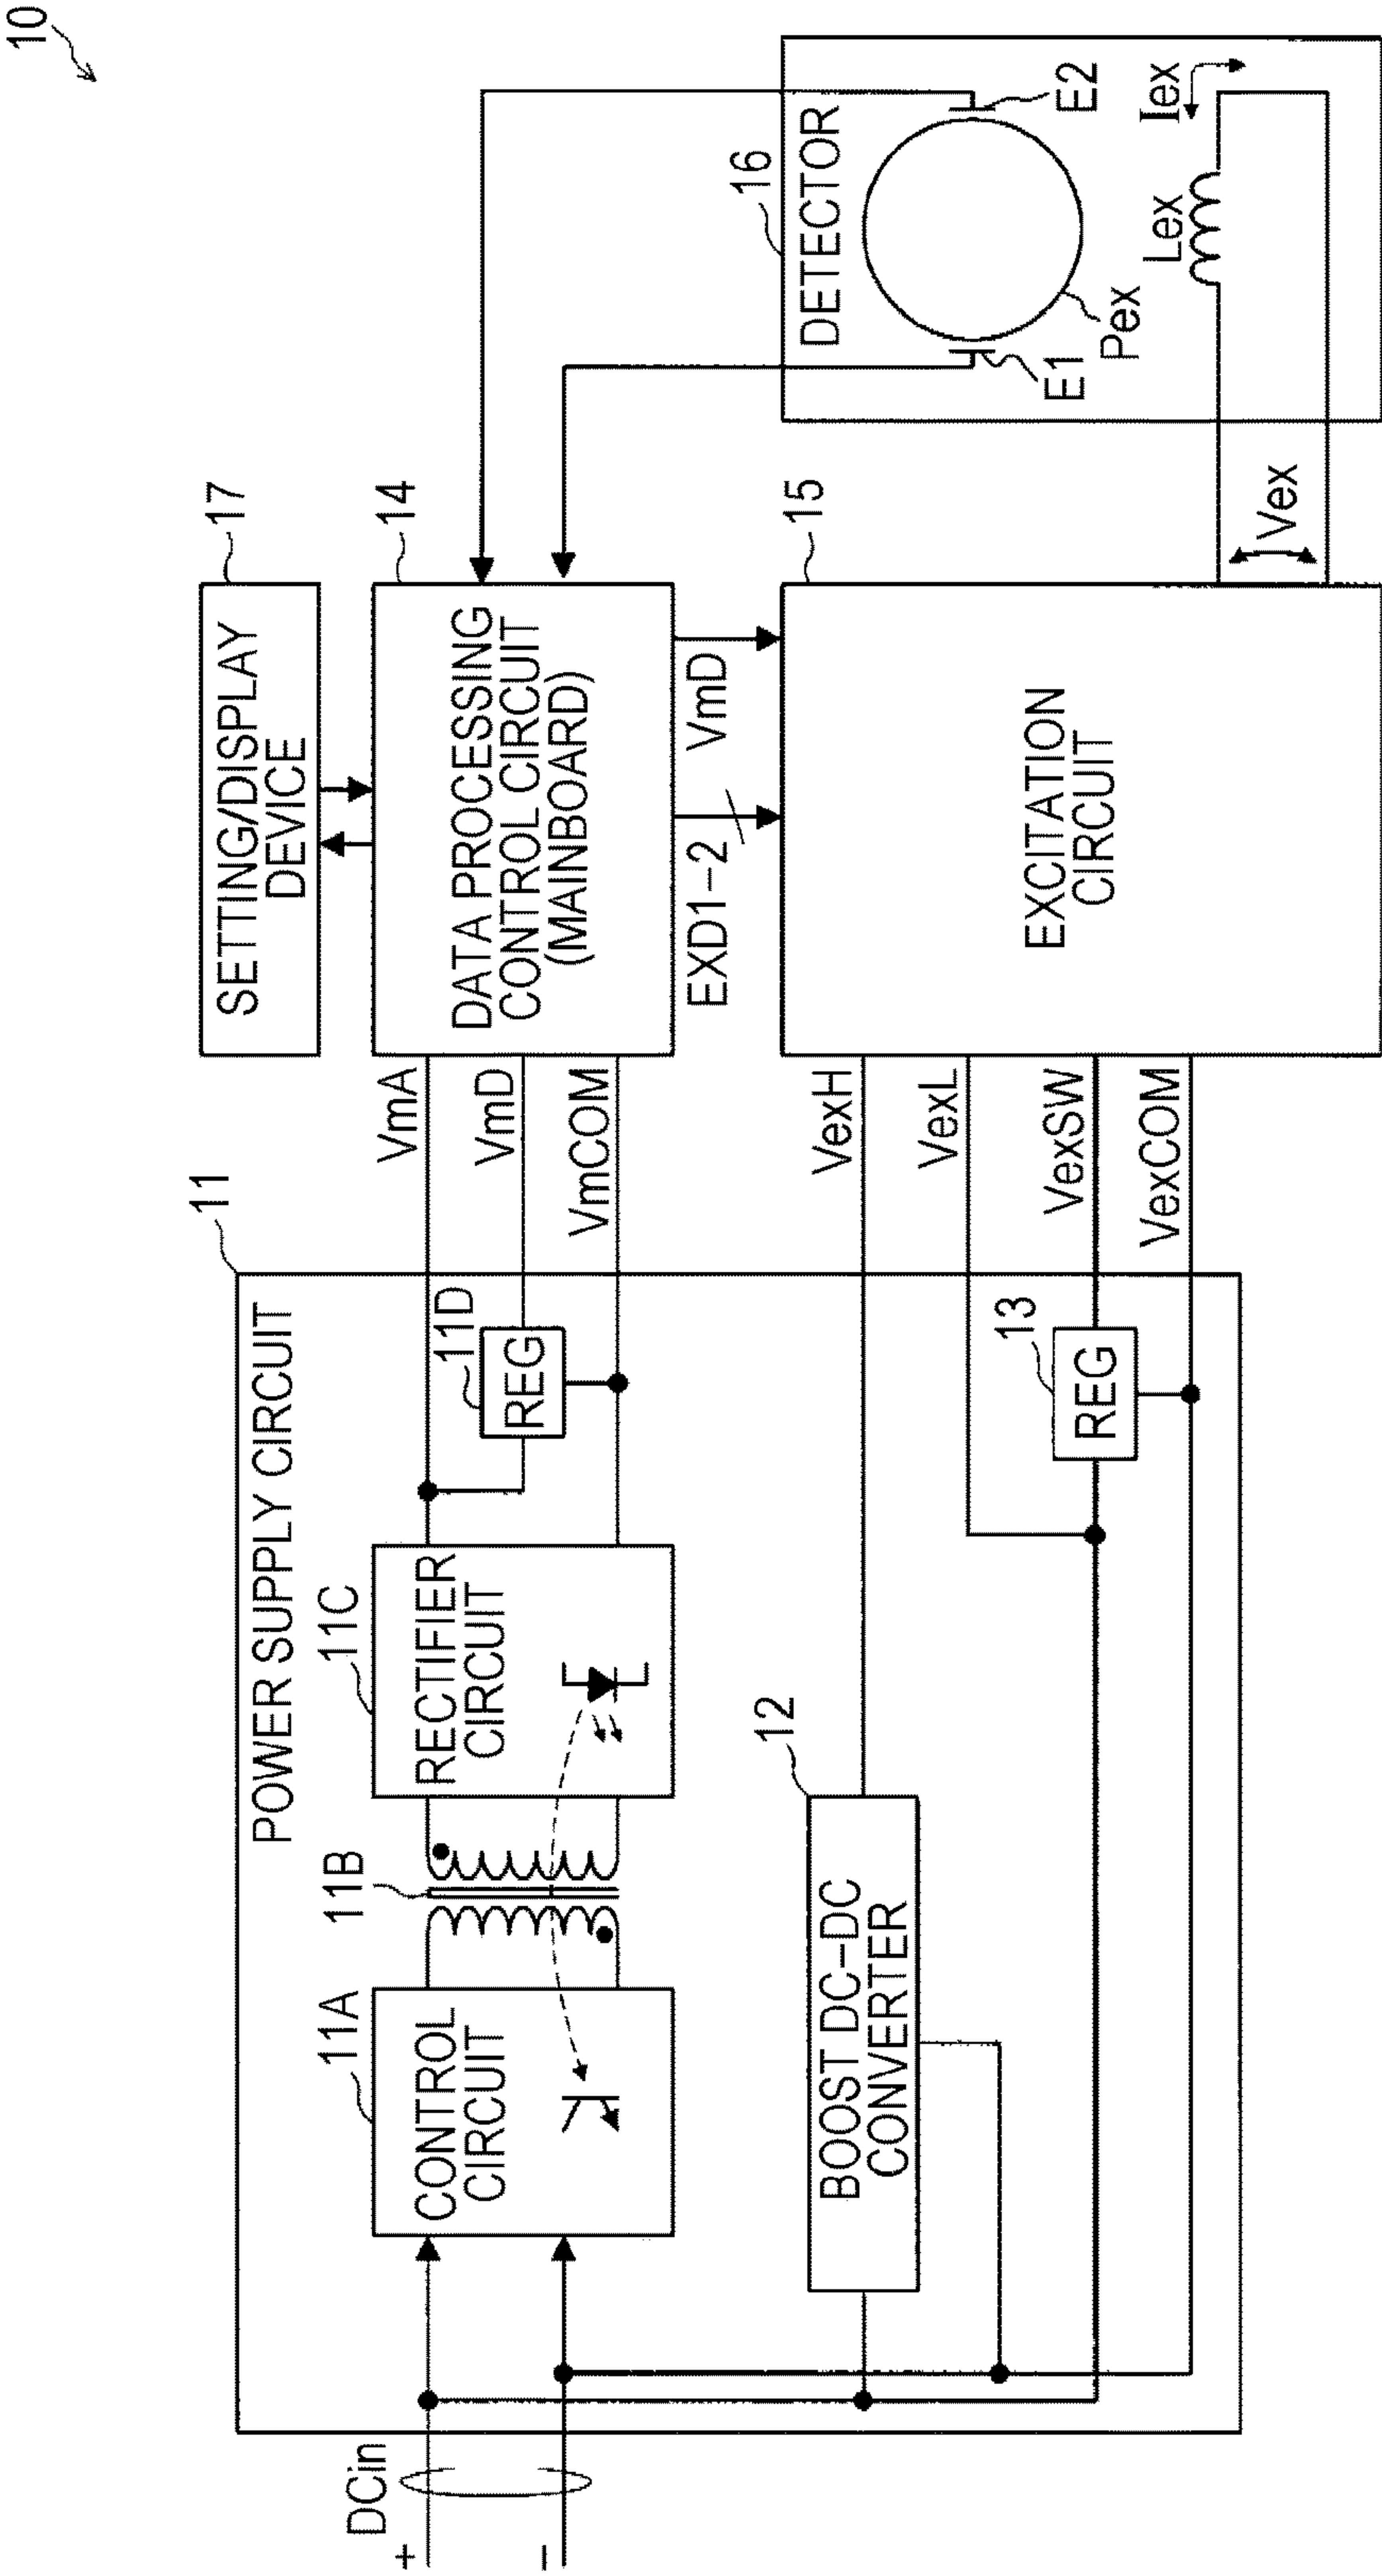 10
POWER SUPPLY CIRCUIT
11
DCin
+
−
11A
CONTROL
CIRCUIT
11B
11C
RECTIFIER
CIRCUIT
11D
REG
VmA
VmD
VmCOM
17
SETTING/DISPLAY
DEVICE
14
DATA PROCESSING
CONTROL CIRCUIT
(MAINBOARD)
EXD1-2
VmD
12
BOOST DC-DC
CONVERTER
13
REG
VexH
VexL
VexSW
VexCOM
15
EXCITATION
CIRCUIT
Vex
16
DETECTOR
E1
E2
Pex
Lex
Iex